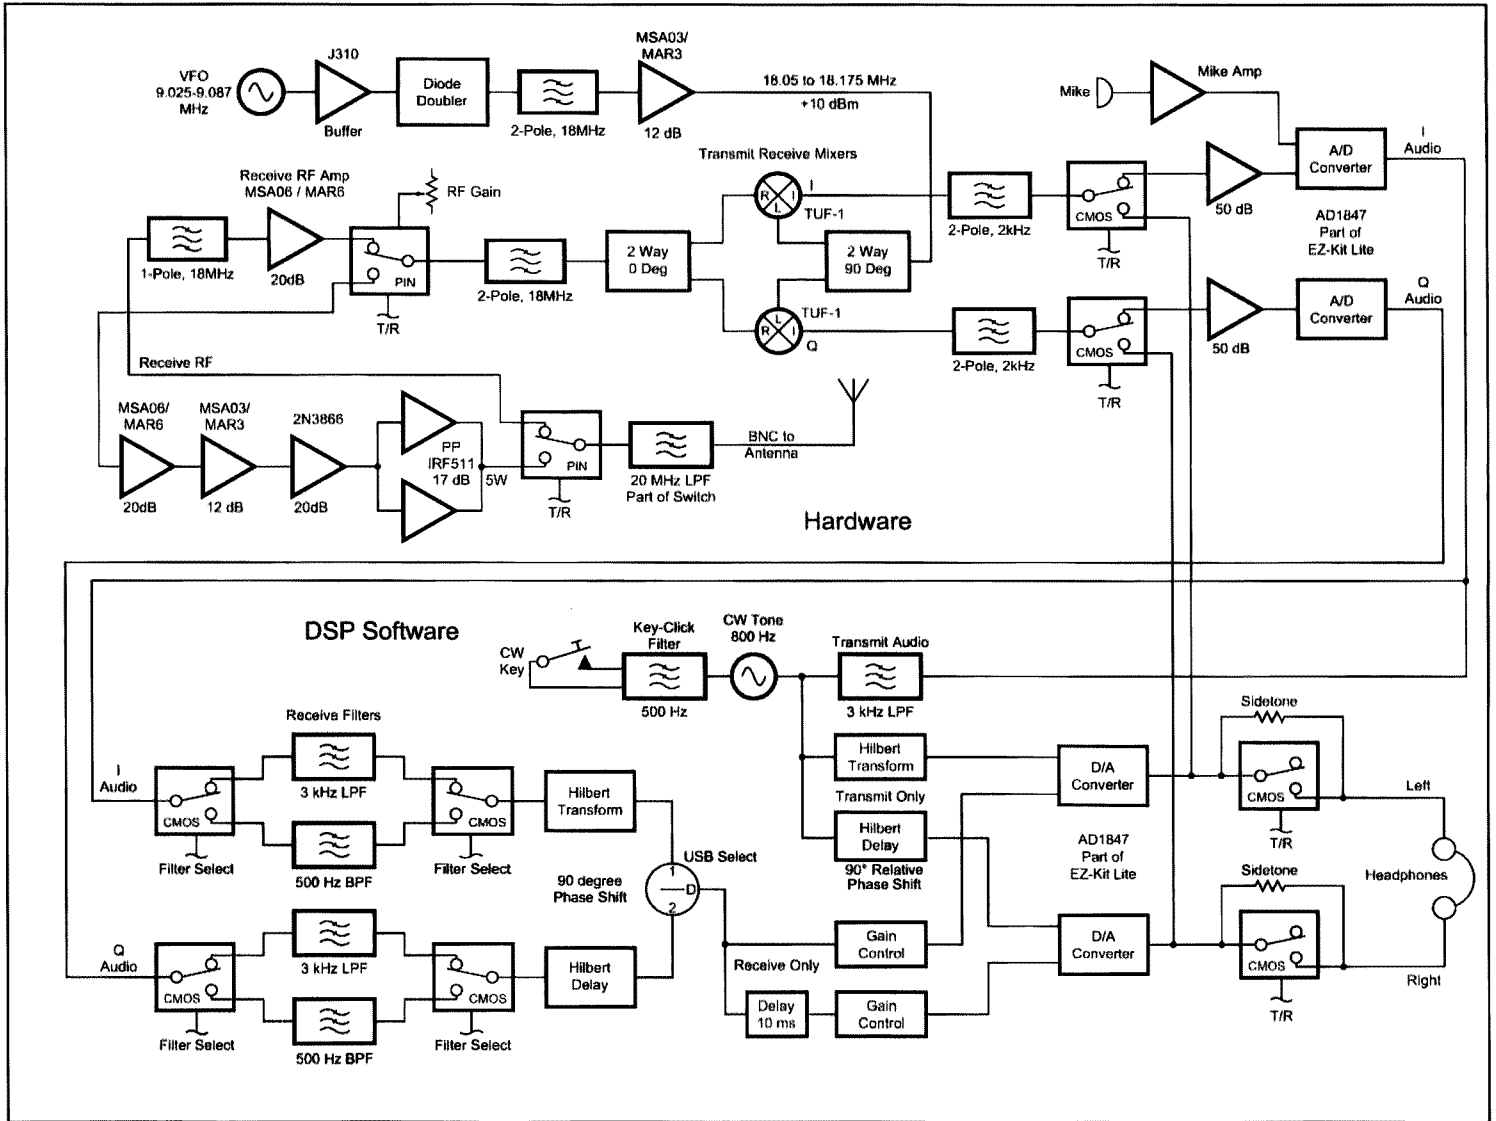 VFO
9.025-9.087
MHz
J310
Buffer
Diode
Doubler
2-Pole, 18MHz
MSA03/
MAR3
12 dB
18.05 to 18.175 MHz
+10 dBm
Mike
Mike Amp
A/D
Converter
I
Audio
Receive RF Amp
MSA06 / MAR6
RF Gain
1-Pole, 18MHz
20dB
PIN
T/R
2-Pole, 18MHz
2 Way
0 Deg
Transmit Receive Mixers
R
L
I
I
TUF-1
2 Way
90 Deg
R
L
I
TUF-1
Q
2-Pole, 2kHz
CMOS
T/R
50 dB
AD1847
Part of
EZ-Kit Lite
2-Pole, 2kHz
CMOS
T/R
50 dB
A/D
Converter
Q
Audio
Receive RF
MSA06/
MAR6
20dB
MSA03/
MAR3
12 dB
2N3866
20dB
PP
IRF511
17 dB
5W
PIN
T/R
20 MHz LPF
Part of Switch
BNC to
Antenna
Hardware
DSP Software
CW
Key
Key-Click
Filter
500 Hz
CW Tone
800 Hz
Transmit Audio
3 kHz LPF
Receive Filters
I
Audio
CMOS
Filter Select
3 kHz LPF
500 Hz BPF
CMOS
Filter Select
Hilbert
Transform
90 degree
Phase Shift
USB Select
1
D
2
Q
Audio
CMOS
Filter Select
3 kHz LPF
500 Hz BPF
CMOS
Filter Select
Hilbert
Delay
Hilbert
Transform
Transmit Only
Hilbert
Delay
90° Relative
Phase Shift
Gain
Control
Receive Only
Delay
10 ms
Gain
Control
D/A
Converter
AD1847
Part of
EZ-Kit Lite
D/A
Converter
Sidetone
CMOS
T/R
Left
Sidetone
CMOS
T/R
Headphones
Right